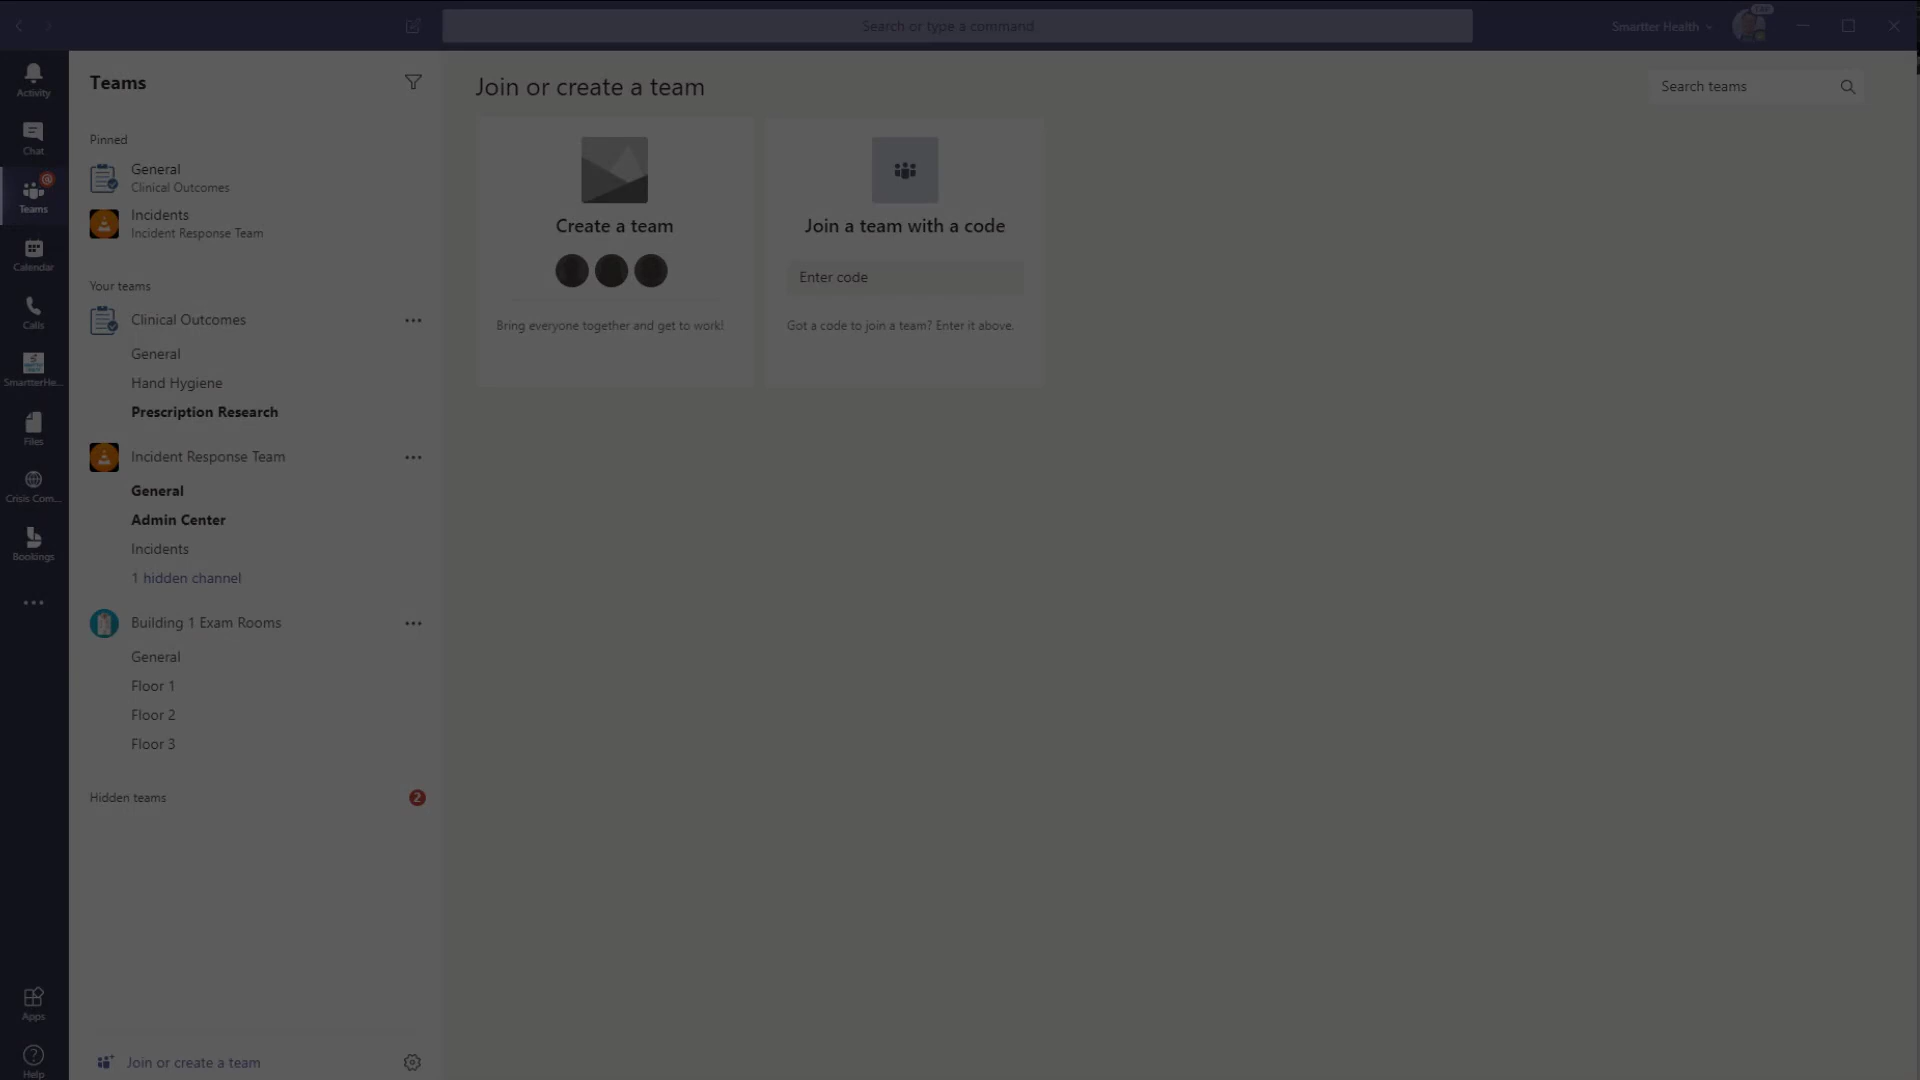 Search or type a command
Smartter Health
Activity
Chat
Teams
Calendar
Calls
SmartterHe...
Files
Crisis Com...
Bookings
Apps
Help
Teams
Pinned
General
Clinical Outcomes
Incidents
Incident Response Team
Your teams
Clinical Outcomes
General
Hand Hygiene
Prescription Research
Incident Response Team
General
Admin Center
Incidents
1 hidden channel
Building 1 Exam Rooms
General
Floor 1
Floor 2
Floor 3
Hidden teams
2
Join or create a team
Join or create a team
Search teams
Create a team
Bring everyone together and get to work!
Join a team with a code
Enter code
Got a code to join a team? Enter it above.